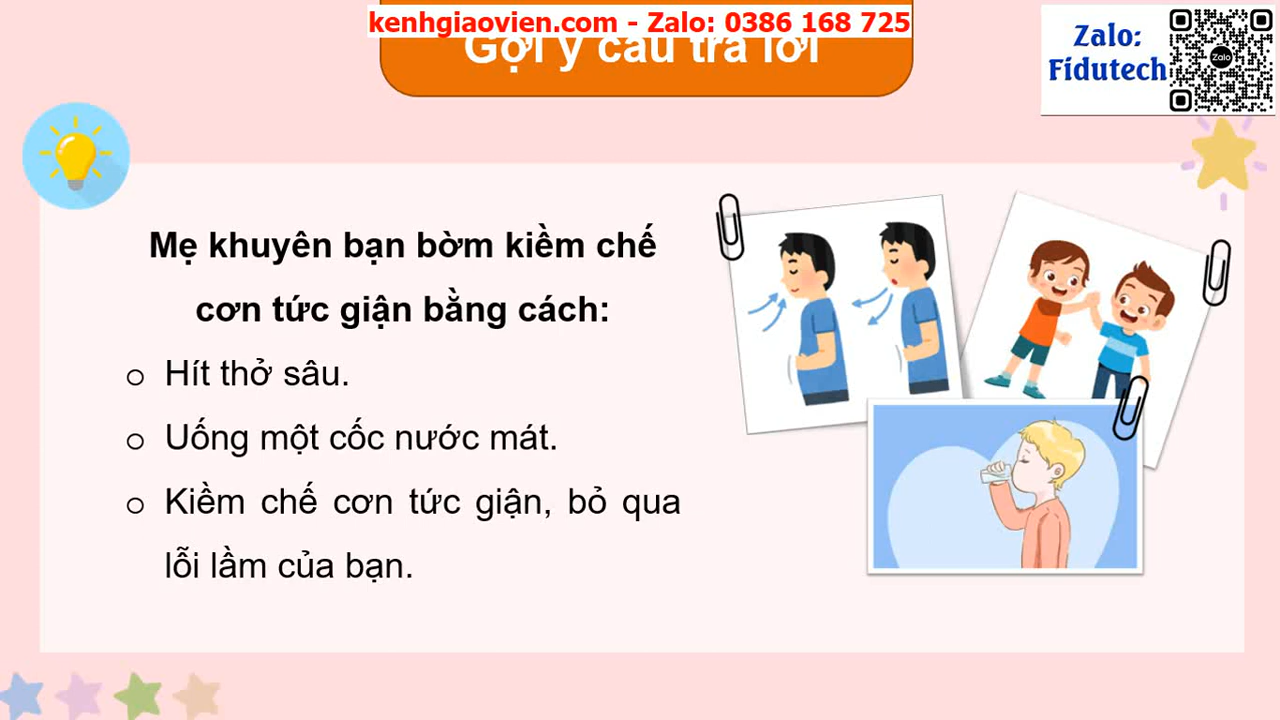 kenhgiaovien.com - Zalo: 0386 168 725
Gợi ý câu trả lời
Zalo:
Fidutech
Zalo
Mẹ khuyên bạn bờm kiềm chế
cơn tức giận bằng cách:
o Hít thở sâu.
o Uống một cốc nước mát.
o Kiềm chế cơn tức giận, bỏ qua
lỗi lầm của bạn.